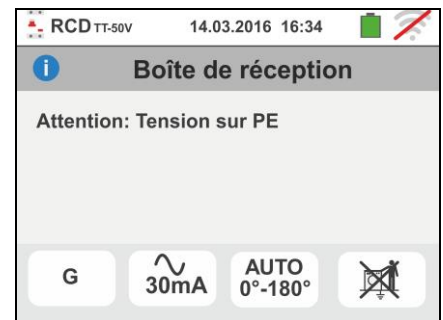 RCD TT-50V 14.03.2016 16:34
Boîte de réception
Attention: Tension sur PE
G
30mA
AUTO
0°-180°